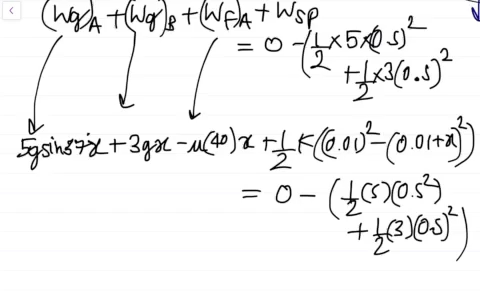 (Wg)A + (Wg)B + (WF)A + WSP
= 0 - (1/2 × 5 × (0.5)²
+ 1/2 × 3(0.5)²
5g sin37° x + 3gx - u(40)x + 1/2 K((0.01)² - (0.01+x)²)
= 0 - (1/2 (5)(0.5²)
+ 1/2 (3)(0.5)²)